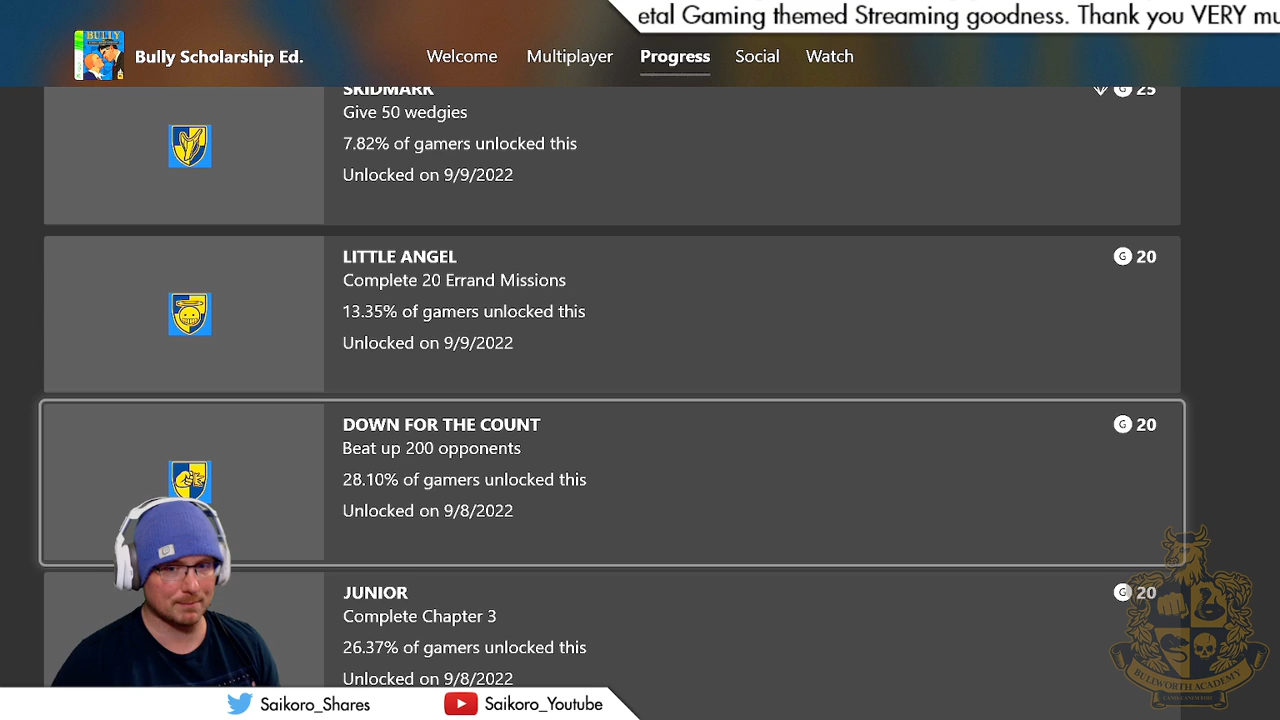 etal Gaming themed Streaming goodness. Thank you VERY mu
BULLY
Bully Scholarship Ed.
Welcome
Multiplayer
Progress
Social
Watch
SKIDMARK
G 25
Give 50 wedgies
7.82% of gamers unlocked this
Unlocked on 9/9/2022
LITTLE ANGEL
G 20
Complete 20 Errand Missions
13.35% of gamers unlocked this
Unlocked on 9/9/2022
DOWN FOR THE COUNT
G 20
Beat up 200 opponents
28.10% of gamers unlocked this
Unlocked on 9/8/2022
JUNIOR
G 20
Complete Chapter 3
26.37% of gamers unlocked this
Unlocked on 9/8/2022
BULLWORTH ACADEMY
CANIS CANEM EDIT
Saikoro_Shares
Saikoro_Youtube